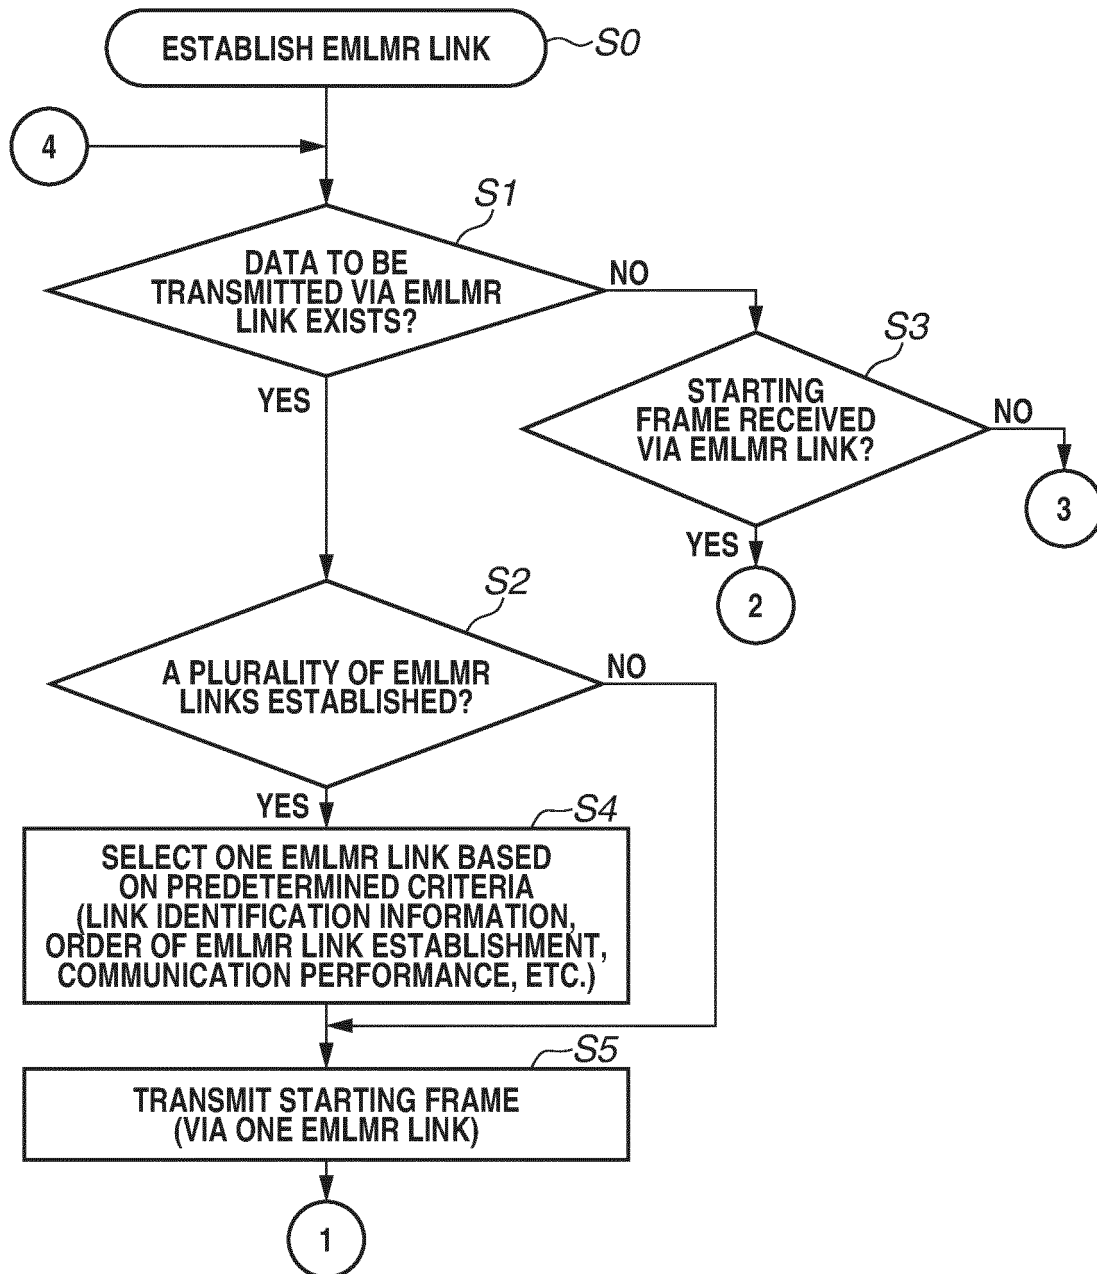 ESTABLISH EMLMR LINK
S0
4
S1
DATA TO BE
TRANSMITTED VIA EMLMR
LINK EXISTS?
NO
YES
S3
STARTING
FRAME RECEIVED
VIA EMLMR LINK?
NO
3
YES
2
S2
A PLURALITY OF EMLMR
LINKS ESTABLISHED?
NO
YES
S4
SELECT ONE EMLMR LINK BASED
ON PREDETERMINED CRITERIA
(LINK IDENTIFICATION INFORMATION,
ORDER OF EMLMR LINK ESTABLISHMENT,
COMMUNICATION PERFORMANCE, ETC.)
S5
TRANSMIT STARTING FRAME
(VIA ONE EMLMR LINK)
1